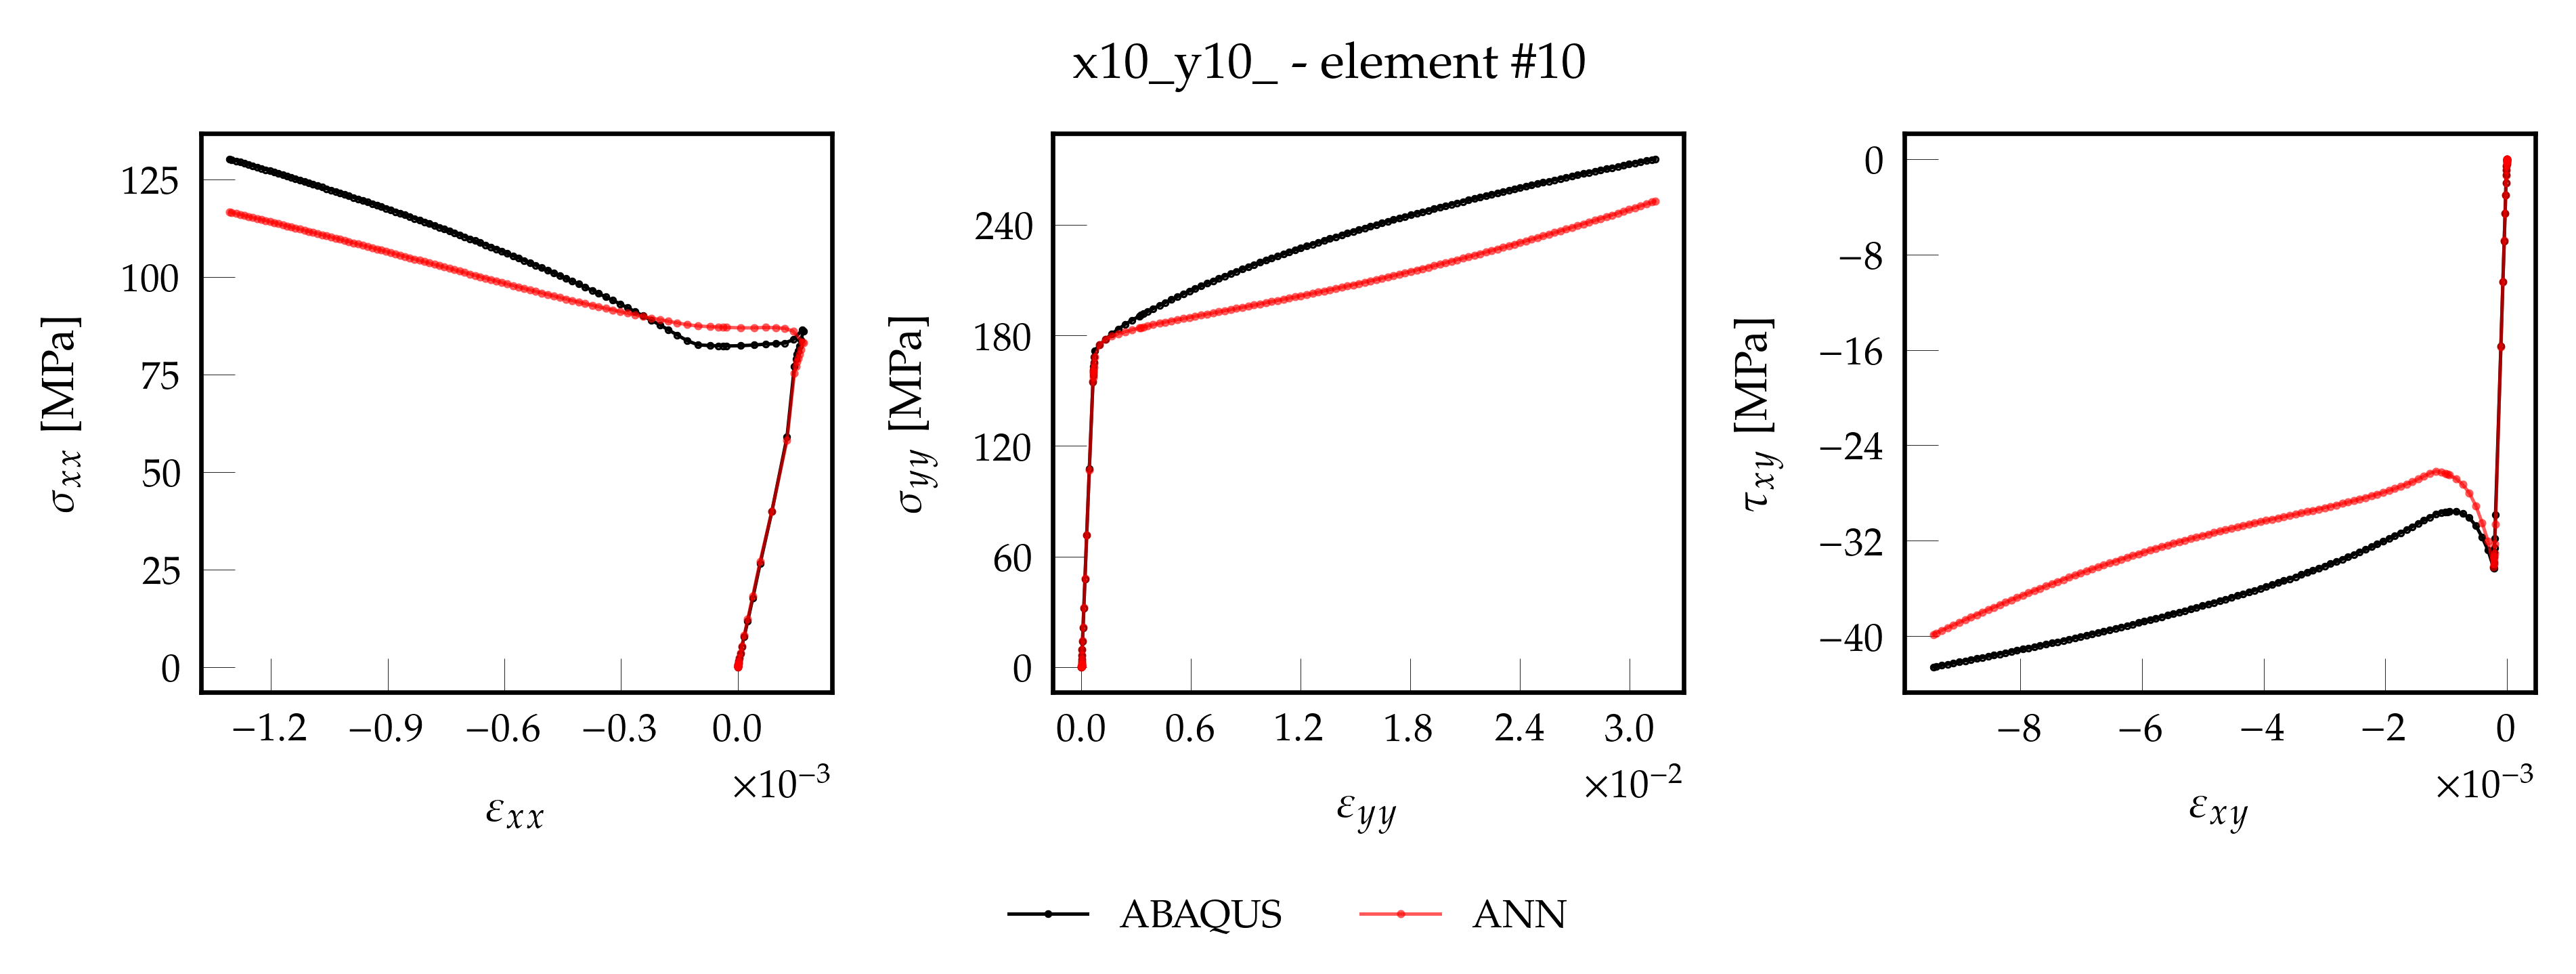 x10_y10_ - element #10
σxx [MPa]
125
100
75
50
25
0
−1.2 −0.9 −0.6 −0.3 0.0
×10−3
εxx
σyy [MPa]
240
180
120
60
0
0.0 0.6 1.2 1.8 2.4 3.0
×10−2
εyy
τxy [MPa]
0
−8
−16
−24
−32
−40
−8 −6 −4 −2 0
×10−3
εxy
ABAQUS ANN